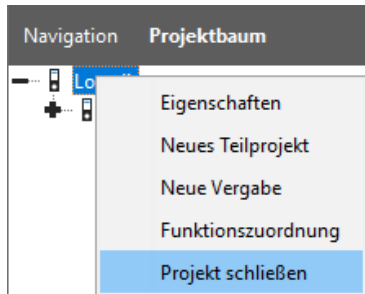 Navigation Projektbaum
Eigenschaften
Neues Teilprojekt
Neue Vergabe
Funktionszuordnung
Projekt schließen